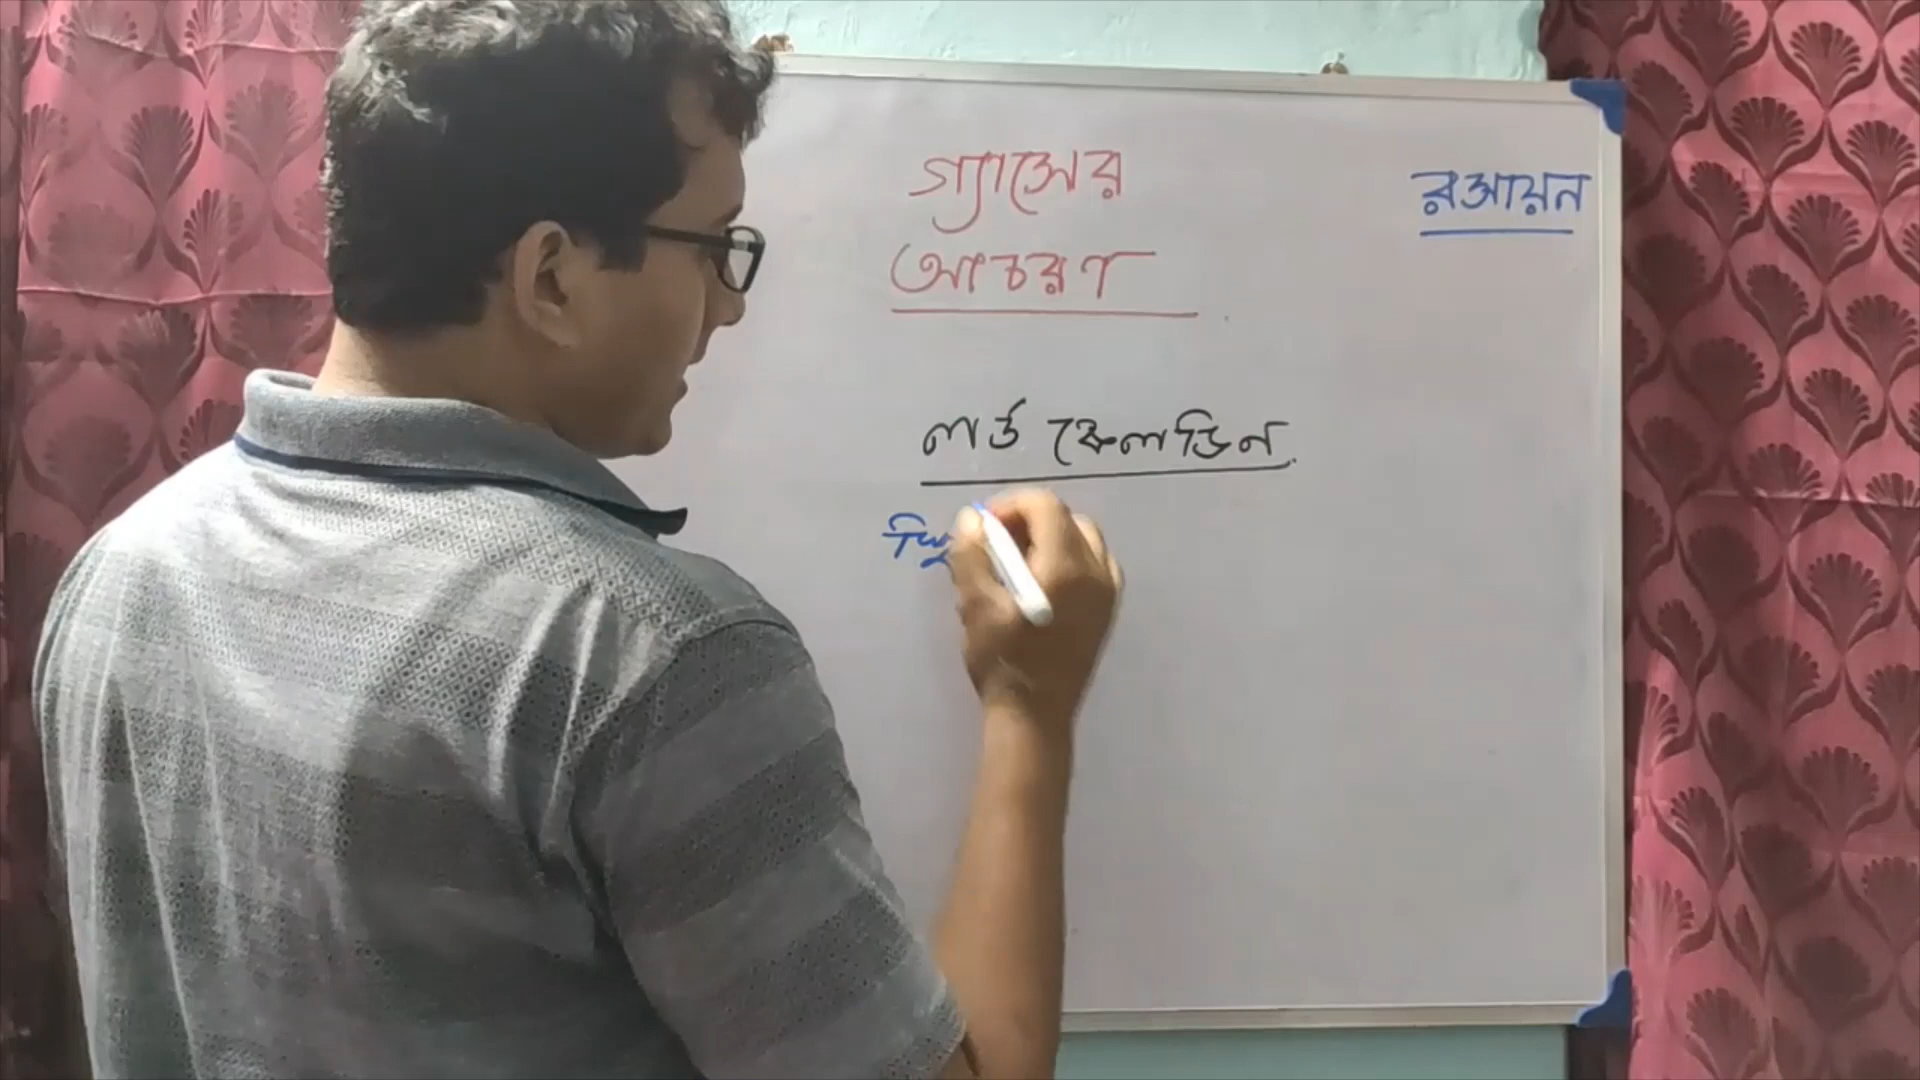 গ্যাসের
আচরণ
রসায়ন
লর্ড কেলভিন